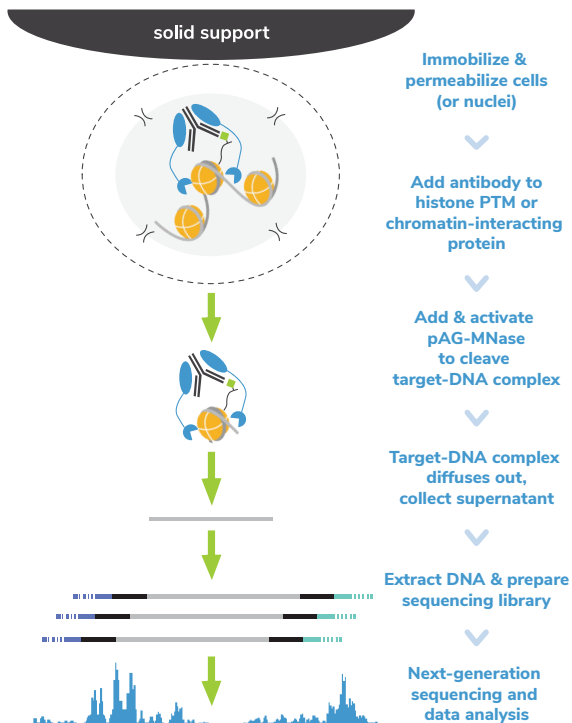 solid support
Immobilize &
permeabilize cells
(or nuclei)
Add antibody to
histone PTM or
chromatin-interacting
protein
Add & activate
pAG-MNase
to cleave
target-DNA complex
Target-DNA complex
diffuses out,
collect supernatant
Extract DNA & prepare
sequencing library
Next-generation
sequencing and
data analysis